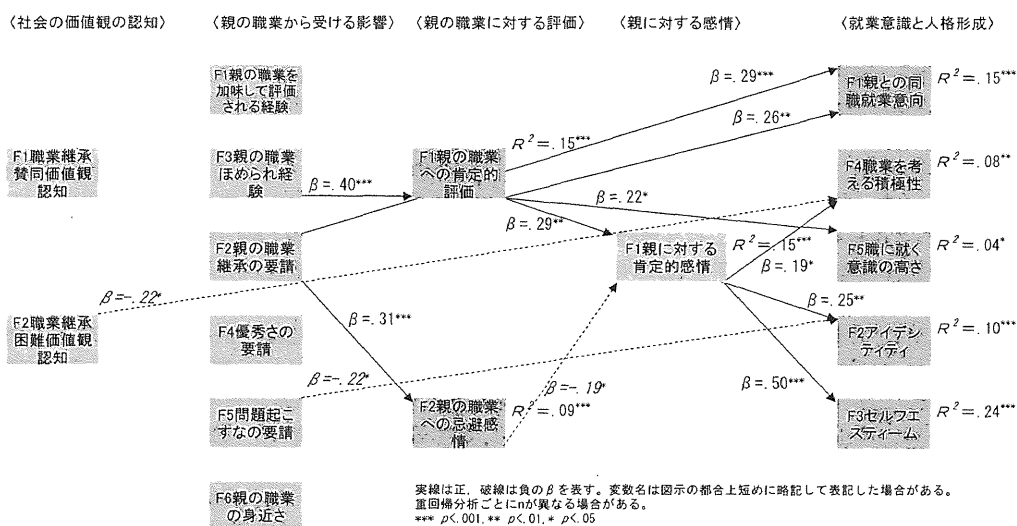 〈社会の価値観の認知〉 〈親の職業から受ける影響〉 〈親の職業に対する評価〉 〈親に対する感情〉 〈就業意識と人格形成〉
F1職業継承
賛同価値観
認知
F2職業継承
困難価値観
認知
F1親の職業を
加味して評価
される経験
F3親の職業
ほめられ経
験
F2親の職業
継承の要請
F4優秀さの
要請
F5問題起こ
すなの要請
F6親の職業
の身近さ
β=.40***
β=-.22*
β=.31***
β=-.22*
F1親の職業
への肯定的
評価
R²=.15***
F2親の職業
への忌避感
情
R²=.09***
β=.29***
β=.26**
β=.22*
β=.29**
β=-.19*
F1親に対する
肯定的感情
R²=.15***
β=.19*
β=.25**
β=.50***
F1親との同
職就業意向
R²=.15***
F4職業を考
える積極性
R²=.08**
F5職に就く
意識の高さ
R²=.04*
F2アイデン
ティティ
R²=.10***
F3セルフエ
スティーム
R²=.24***
実線は正，破線は負のβを表す。変数名は図示の都合上短めに略記して表記した場合がある。
重回帰分析ごとにnが異なる場合がある。
*** p<.001, ** p<.01, * p<.05